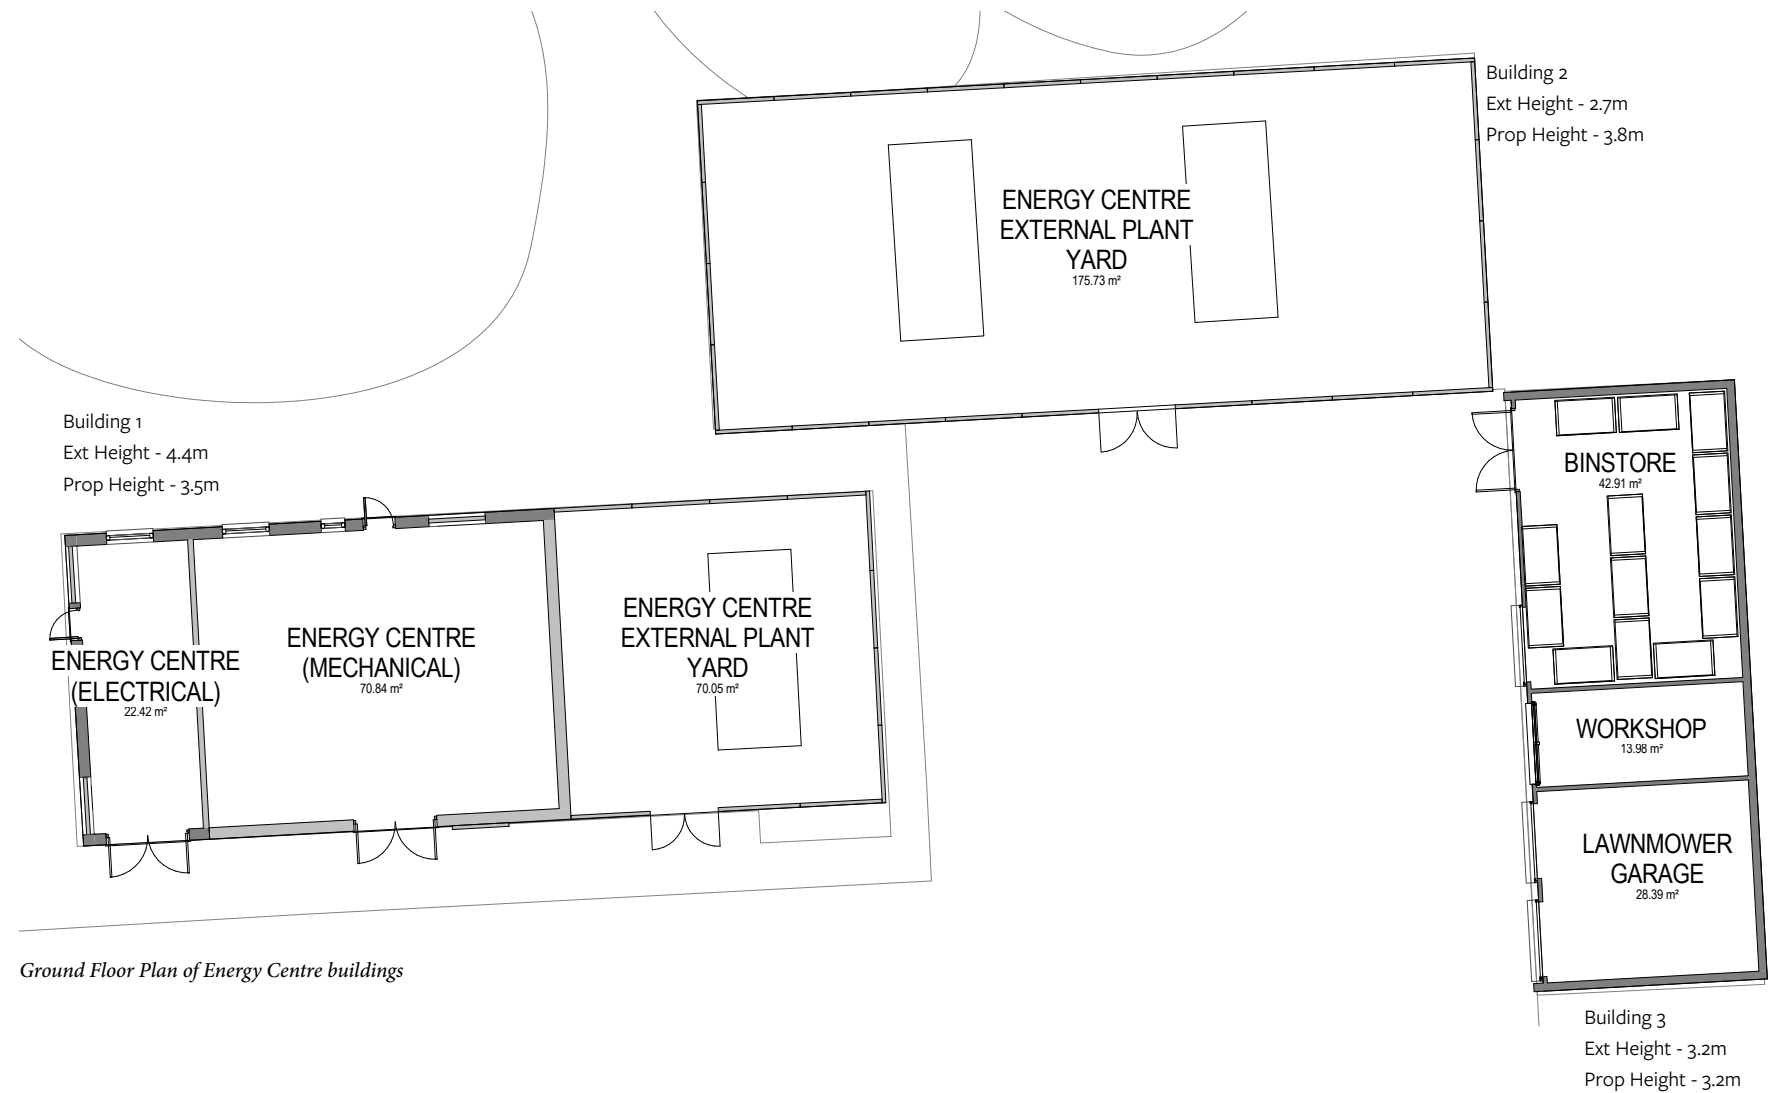 Building 2
Ext Height - 2.7m
Prop Height - 3.8m
ENERGY CENTRE
EXTERNAL PLANT
YARD
175.73 m²
Building 1
Ext Height - 4.4m
Prop Height - 3.5m
BINSTORE
42.91 m²
ENERGY CENTRE
(ELECTRICAL)
22.42 m²
ENERGY CENTRE
(MECHANICAL)
70.84 m²
ENERGY CENTRE
EXTERNAL PLANT
YARD
70.05 m²
WORKSHOP
13.98 m²
LAWNMOWER
GARAGE
28.39 m²
Ground Floor Plan of Energy Centre buildings
Building 3
Ext Height - 3.2m
Prop Height - 3.2m